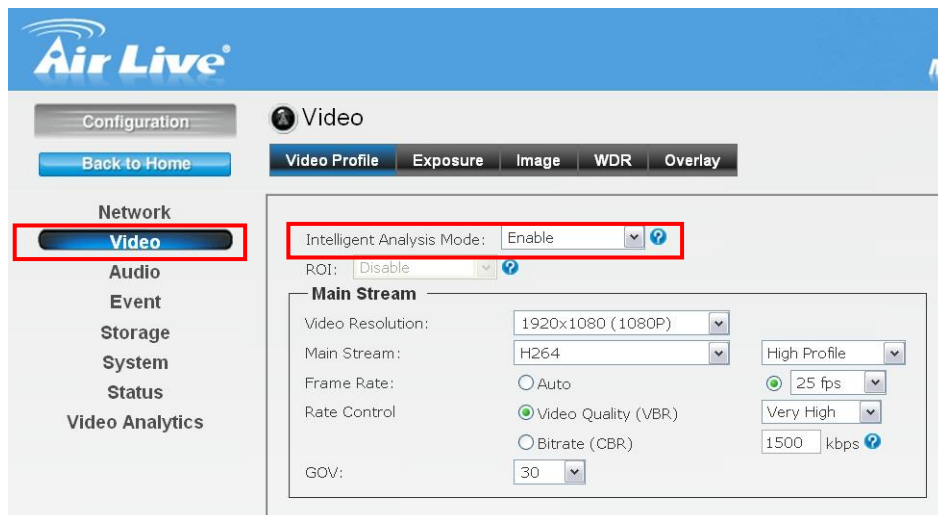 Air Live®
Configuration
Back to Home
Network
Video
Audio
Event
Storage
System
Status
Video Analytics
Video
Video Profile Exposure Image WDR Overlay
Intelligent Analysis Mode: Enable
ROI: Disable
Main Stream
Video Resolution: 1920x1080 (1080P)
Main Stream: H264 High Profile
Frame Rate: Auto 25 fps
Rate Control Video Quality (VBR) Very High
Bitrate (CBR) 1500 kbps
GOV: 30